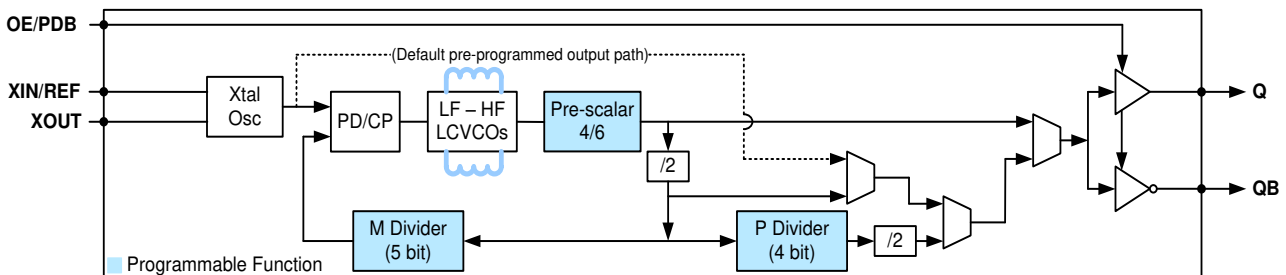 OE/PDB
(Default pre-programmed output path)
XIN/REF
XOUT
Xtal
Osc
PD/CP
LF – HF
LCVCOs
Pre-scalar
4/6
/2
Q
QB
M Divider
(5 bit)
P Divider
(4 bit)
/2
Programmable Function